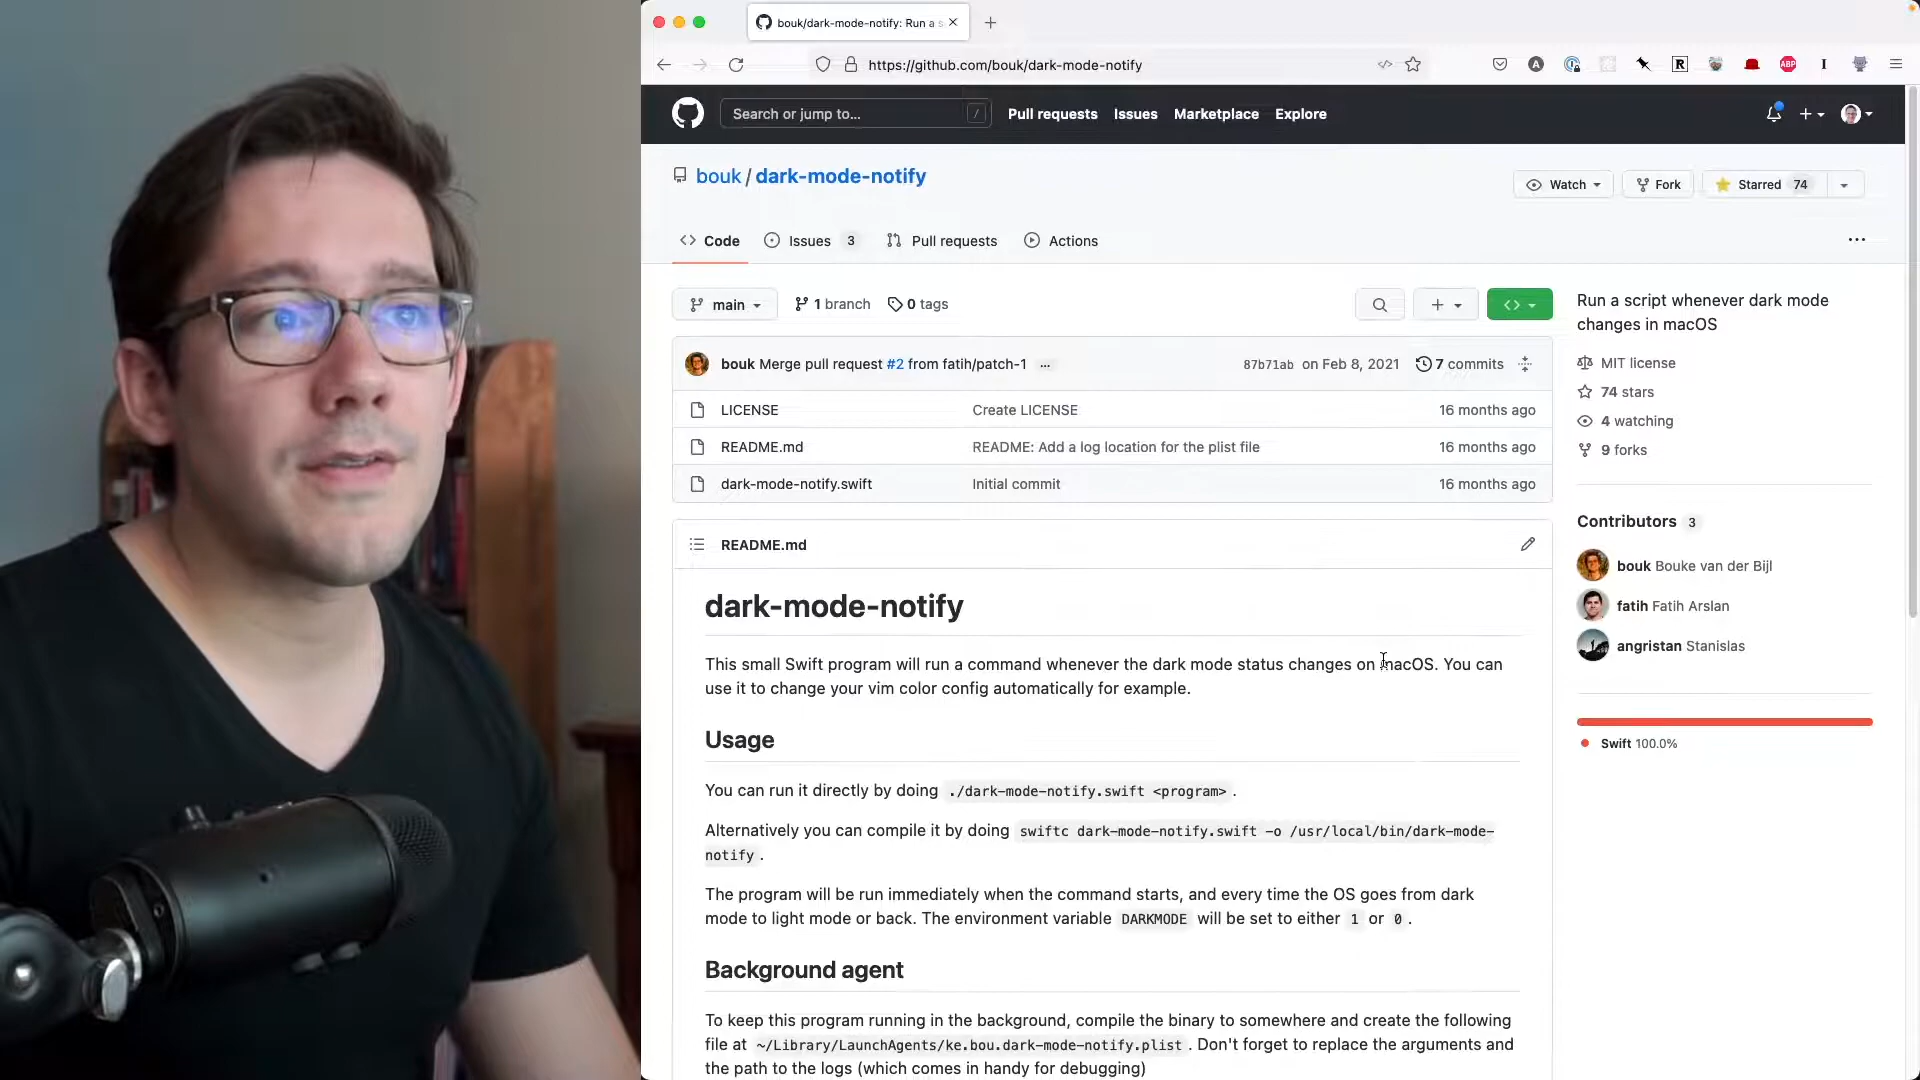 bouk/dark-mode-notify: Run a s
https://github.com/bouk/dark-mode-notify
A
R
ABP
I
Search or jump to...
/
Pull requests
Issues
Marketplace
Explore
bouk / dark-mode-notify
Watch
Fork
Starred 74
Code
Issues 3
Pull requests
Actions
main
1 branch
0 tags
Run a script whenever dark mode
changes in macOS
bouk Merge pull request #2 from fatih/patch-1 ...
87b71ab on Feb 8, 2021
7 commits
LICENSE
Create LICENSE
16 months ago
README.md
README: Add a log location for the plist file
16 months ago
dark-mode-notify.swift
Initial commit
16 months ago
MIT license
74 stars
4 watching
9 forks
Contributors 3
bouk Bouke van der Bijl
fatih Fatih Arslan
angristan Stanislas
Swift 100.0%
README.md
dark-mode-notify
This small Swift program will run a command whenever the dark mode status changes on macOS. You can
use it to change your vim color config automatically for example.
Usage
You can run it directly by doing ./dark-mode-notify.swift <program> .
Alternatively you can compile it by doing swiftc dark-mode-notify.swift -o /usr/local/bin/dark-mode-
notify .
The program will be run immediately when the command starts, and every time the OS goes from dark
mode to light mode or back. The environment variable DARKMODE will be set to either 1 or 0 .
Background agent
To keep this program running in the background, compile the binary to somewhere and create the following
file at ~/Library/LaunchAgents/ke.bou.dark-mode-notify.plist . Don't forget to replace the arguments and
the path to the logs (which comes in handy for debugging)